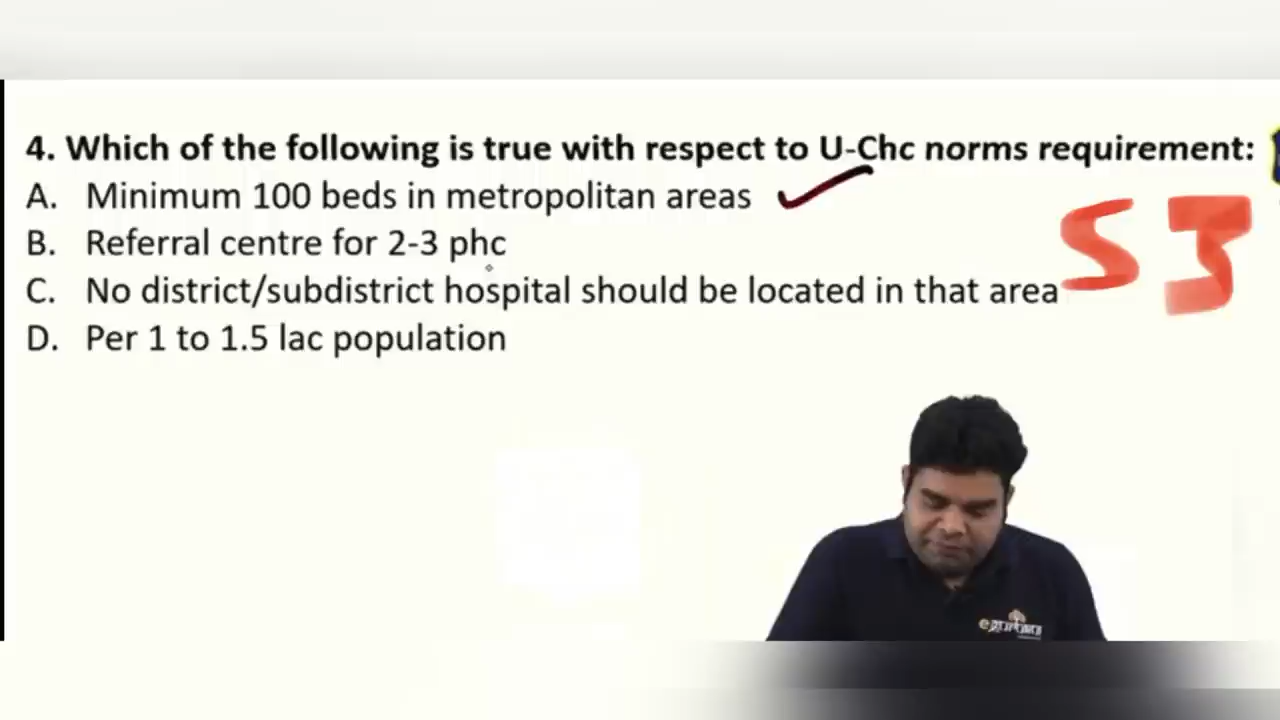 4. Which of the following is true with respect to U-Chc norms requirement:
A. Minimum 100 beds in metropolitan areas
B. Referral centre for 2-3 phc
C. No district/subdistrict hospital should be located in that area
D. Per 1 to 1.5 lac population